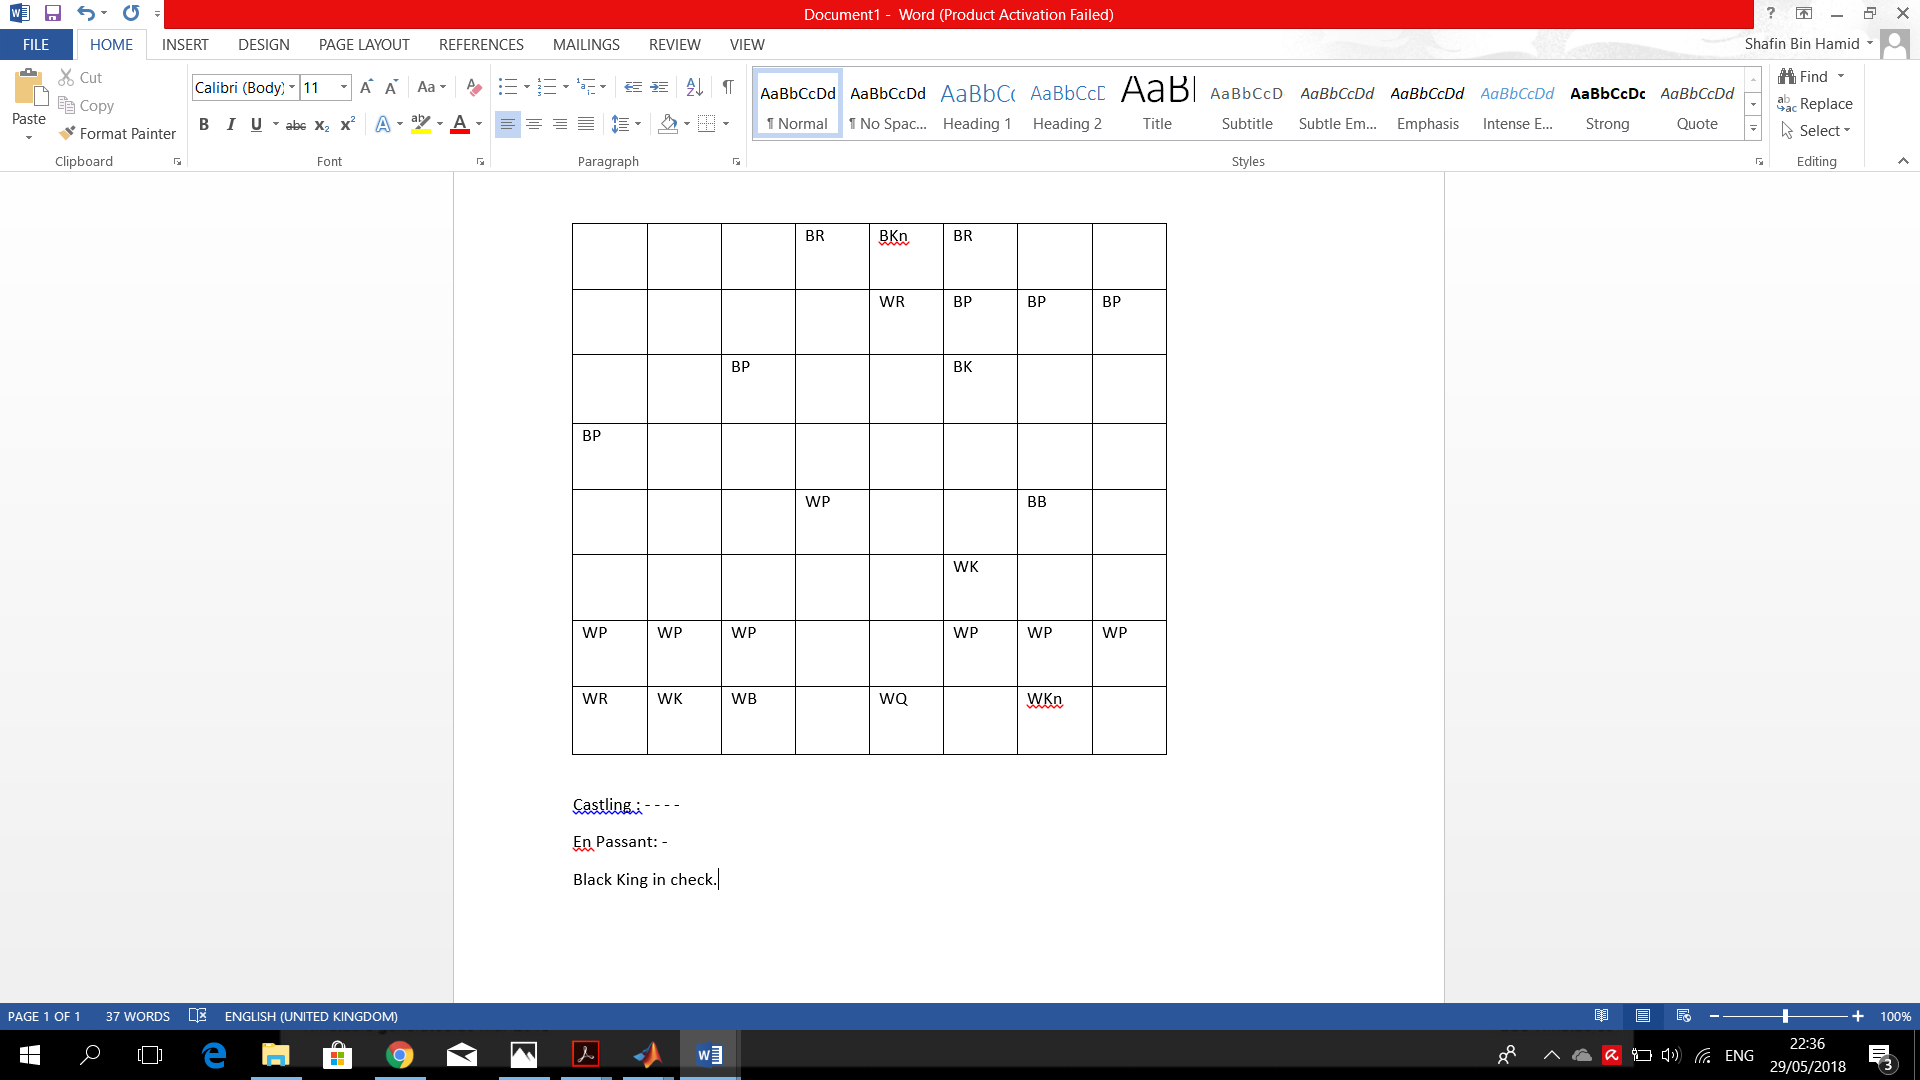 Document1 - Word (Product Activation Failed)
FILE HOME INSERT DESIGN PAGE LAYOUT REFERENCES MAILINGS REVIEW VIEW Shafin Bin Hamid
Paste Cut Copy Format Painter
Calibri (Body) 11 Aa
B I U abc x₂ x² A A
AaBbCcDd AaBbCcDd AaBbCc AaBbCcC AaB AaBbCcD AaBbCcDd AaBbCcDd AaBbCcDd AaBbCcDc AaBbCcDd
¶ Normal ¶ No Spac... Heading 1 Heading 2 Title Subtitle Subtle Em... Emphasis Intense E... Strong Quote
Find
Replace
Select
Clipboard Font Paragraph Styles Editing
BR BKn BR
WR BP BP BP
BP BK
BP
WP BB
WK
WP WP WP WP WP WP
WR WK WB WQ WKn
Castling : - - - -
En Passant: -
Black King in check.
PAGE 1 OF 1 37 WORDS ENGLISH (UNITED KINGDOM) 100%
ENG 22:36
29/05/2018 3